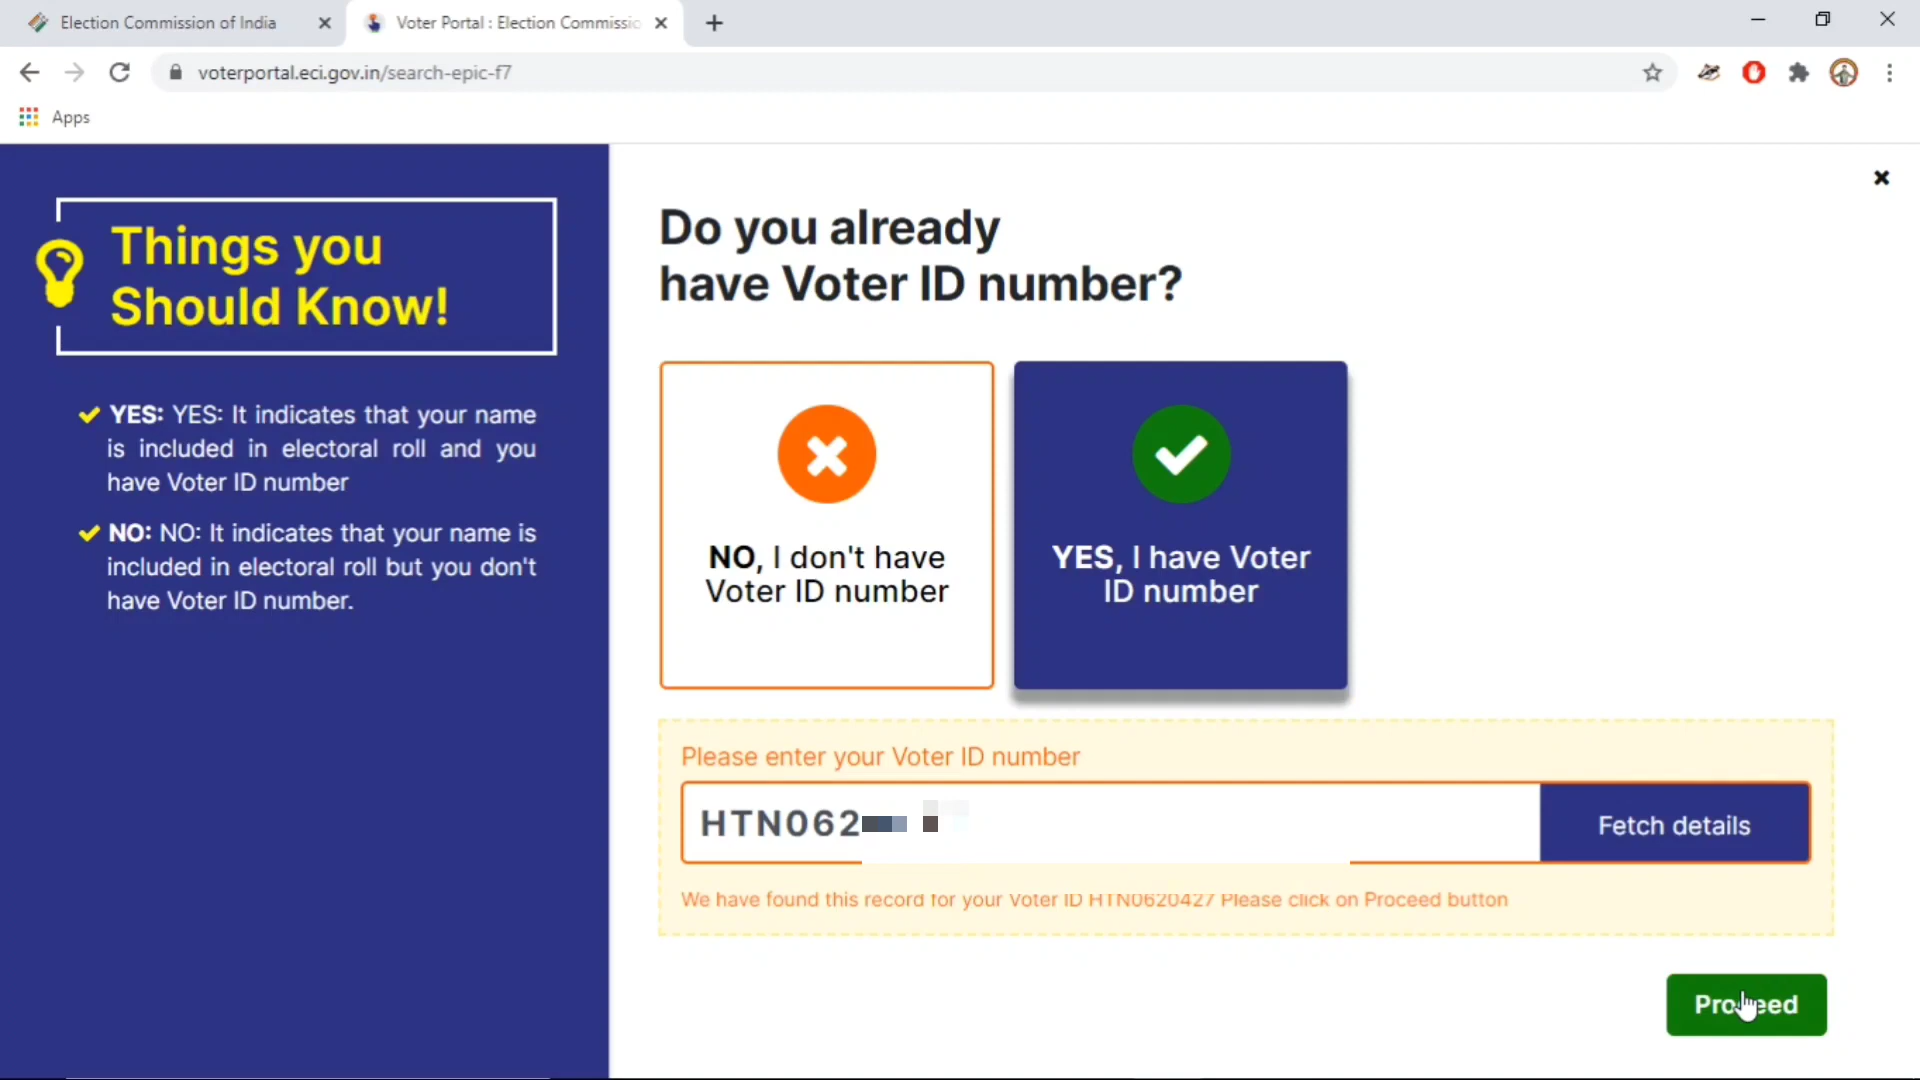 Election Commission of India
Voter Portal : Election Commissio
voterportal.eci.gov.in/search-epic-f7
Apps
Things you
Should Know!
YES: YES: It indicates that your name
is included in electoral roll and you
have Voter ID number
NO: NO: It indicates that your name is
included in electoral roll but you don't
have Voter ID number.
Do you already
have Voter ID number?
NO, I don't have
Voter ID number
YES, I have Voter
ID number
Please enter your Voter ID number
HTN062
Fetch details
We have found this record for your Voter ID Please click on Proceed button
Proceed